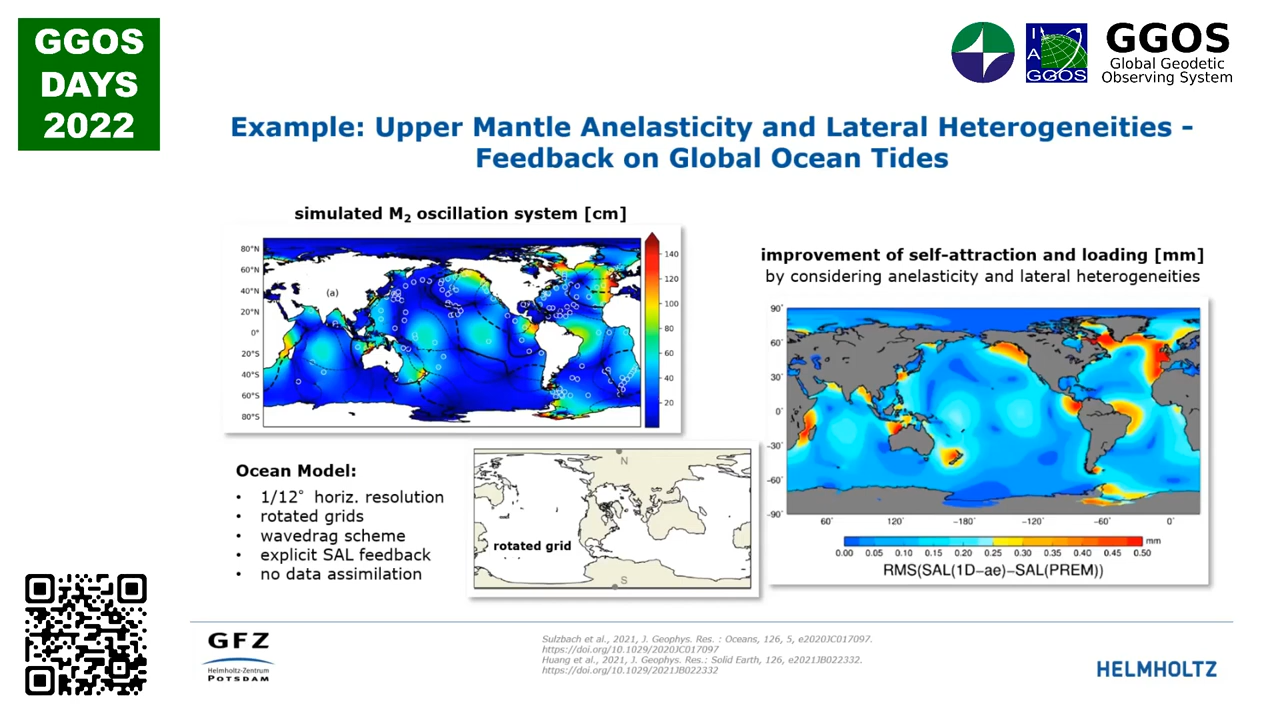 GGOS
DAYS
2022
I
A
G
GGOS
GGOS
Global Geodetic
Observing System
Example: Upper Mantle Anelasticity and Lateral Heterogeneities -
Feedback on Global Ocean Tides
simulated M₂ oscillation system [cm]
80°N
60°N
40°N
20°N
0°
20°S
40°S
60°S
80°S
(a)
140
120
100
80
60
40
20
improvement of self-attraction and loading [mm]
by considering anelasticity and lateral heterogeneities
90°
60°
30°
0°
-30°
-60°
-90°
60° 120° -180° -120° -60° 0°
mm
0.00 0.05 0.10 0.15 0.20 0.25 0.30 0.35 0.40 0.45 0.50
RMS(SAL(1D-ae)-SAL(PREM))
Ocean Model:
• 1/12° horiz. resolution
• rotated grids
• wavedrag scheme
• explicit SAL feedback
• no data assimilation
N
rotated grid
S
GFZ
Helmholtz-Zentrum
POTSDAM
Sulzbach et al., 2021, J. Geophys. Res. : Oceans, 126, 5, e2020JC017097.
https://doi.org/10.1029/2020JC017097
Huang et al., 2021, J. Geophys. Res.: Solid Earth, 126, e2021JB022332.
https://doi.org/10.1029/2021JB022332
HELMHOLTZ